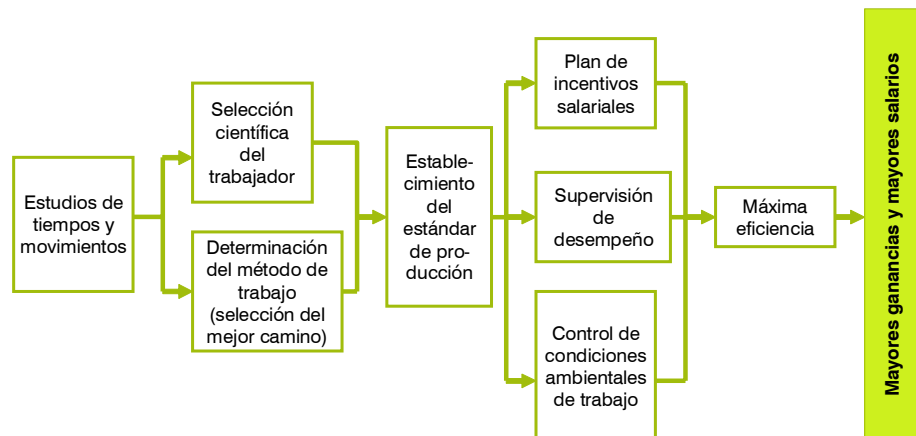 Estudios de
tiempos y
movimientos
Selección
científica
del
trabajador
Determinación
del método de
trabajo
(selección del
mejor camino)
Estable-
cimiento
del
estándar
de pro-
ducción
Plan de
incentivos
salariales
Supervisión
de
desempeño
Control de
condiciones
ambientales
de trabajo
Máxima
eficiencia
Mayores ganancias y mayores salarios